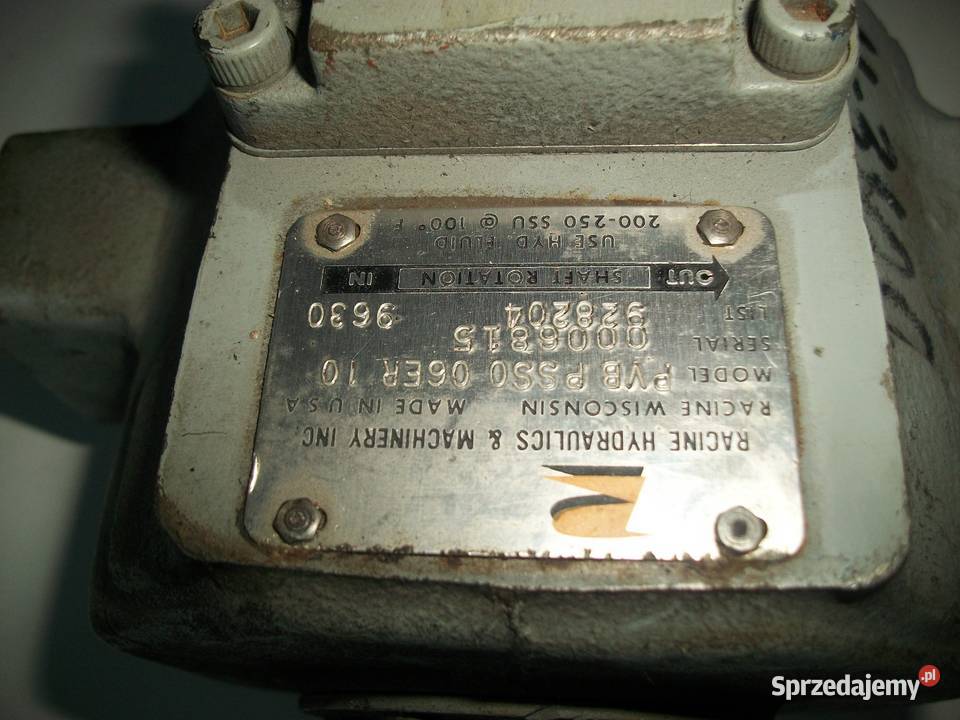 RACINE HYDRAULICS & MACHINERY INC.
RACINE WISCONSIN MADE IN U S A
MODEL PVB PSSO 06ER 10
SERIAL 0006815
LIST 928204 9630
OUT SHAFT ROTATION IN
USE HYD FLUID
200-250 SSU @ 100° F
Sprzedajemy.pl